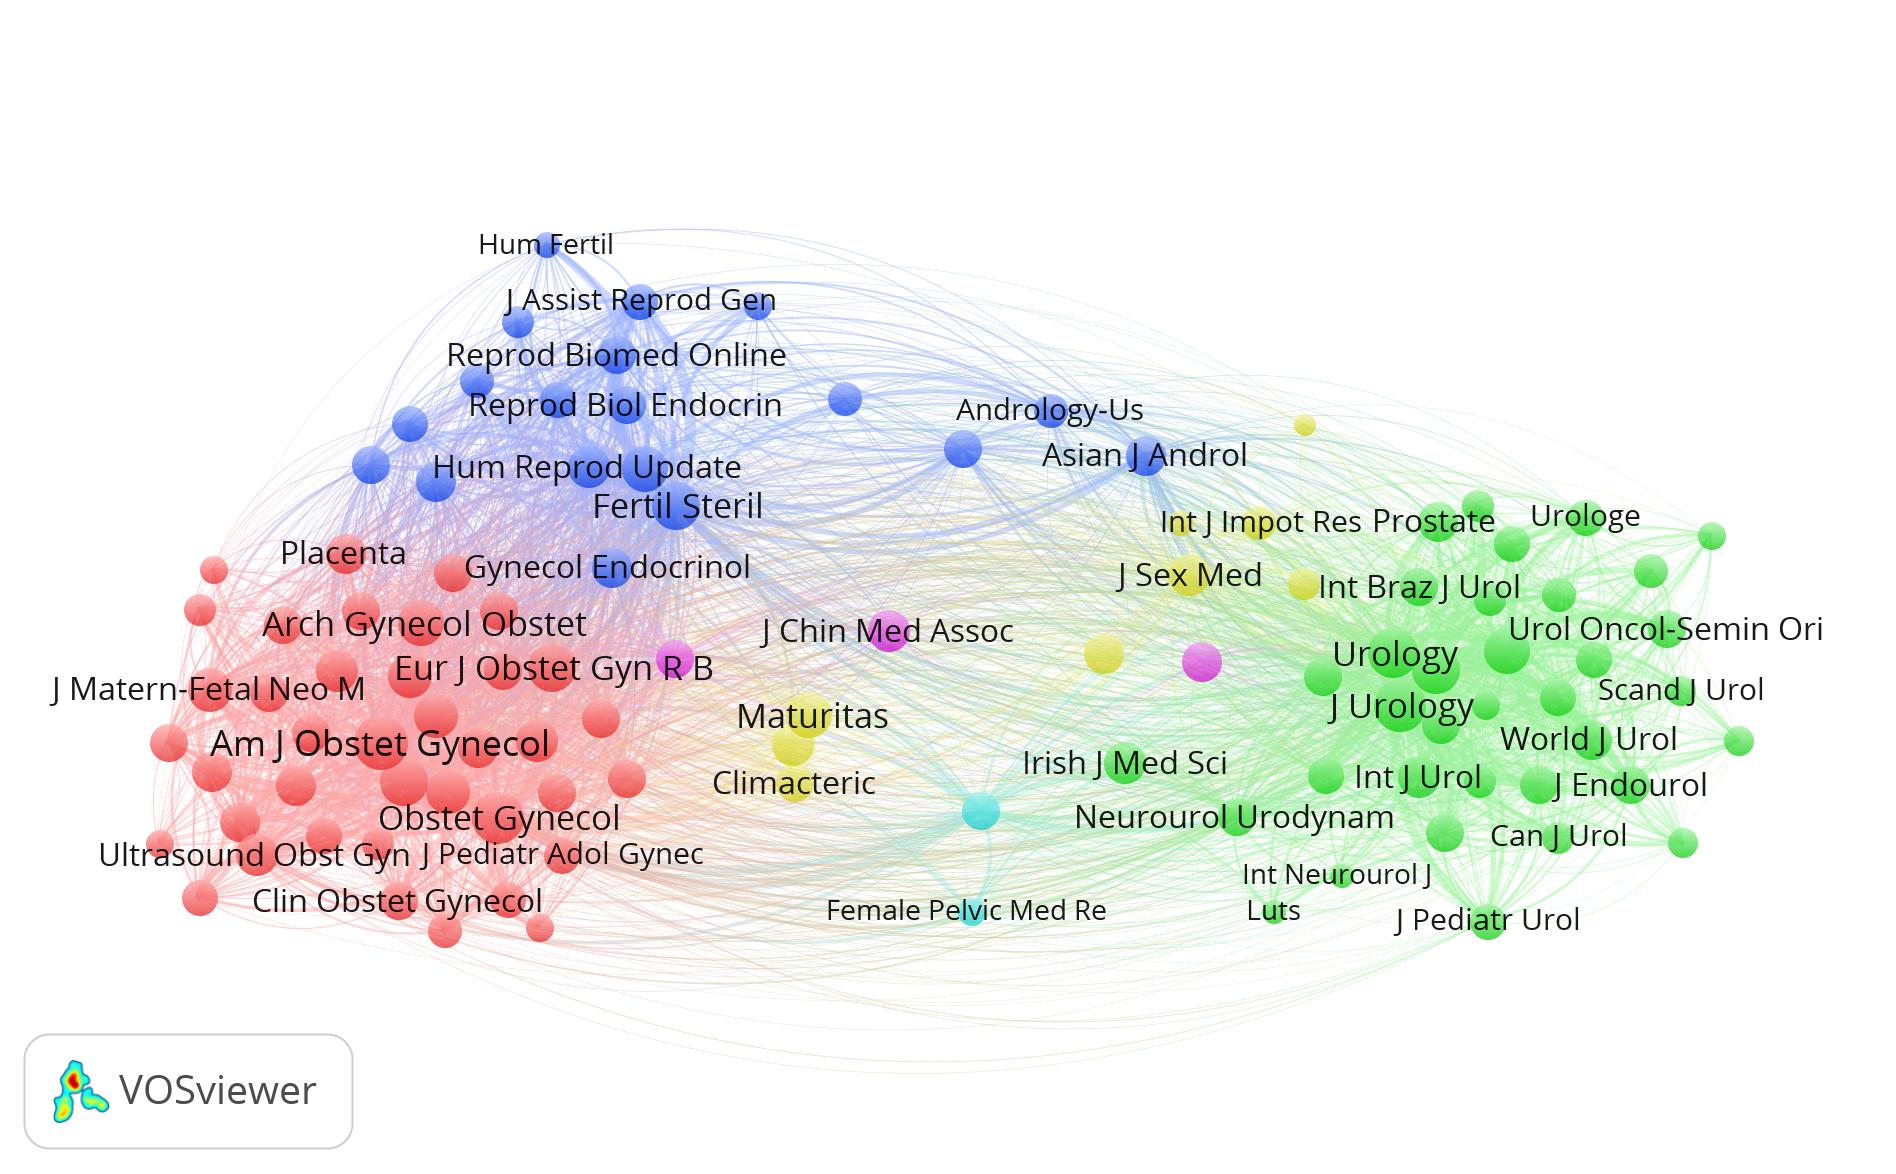 Hum Fertil
J Assist Reprod Gen
Reprod Biomed Online
Reprod Biol Endocrin
Andrology-Us
Asian J Androl
Hum Reprod Update
Fertil Steril
Int J Impot Res
Prostate
Urologe
Placenta
Gynecol Endocrinol
J Sex Med
Int Braz J Urol
Arch Gynecol Obstet
J Chin Med Assoc
Urol Oncol-Semin Ori
Eur J Obstet Gyn R B
Urology
J Matern-Fetal Neo M
Scand J Urol
Maturitas
J Urology
Am J Obstet Gynecol
World J Urol
Irish J Med Sci
Climacteric
Int J Urol
J Endourol
Obstet Gynecol
Neurourol Urodynam
Can J Urol
Ultrasound Obst Gyn
J Pediatr Adol Gynec
Int Neurourol J
Clin Obstet Gynecol
Female Pelvic Med Re
Luts
J Pediatr Urol
VOSviewer